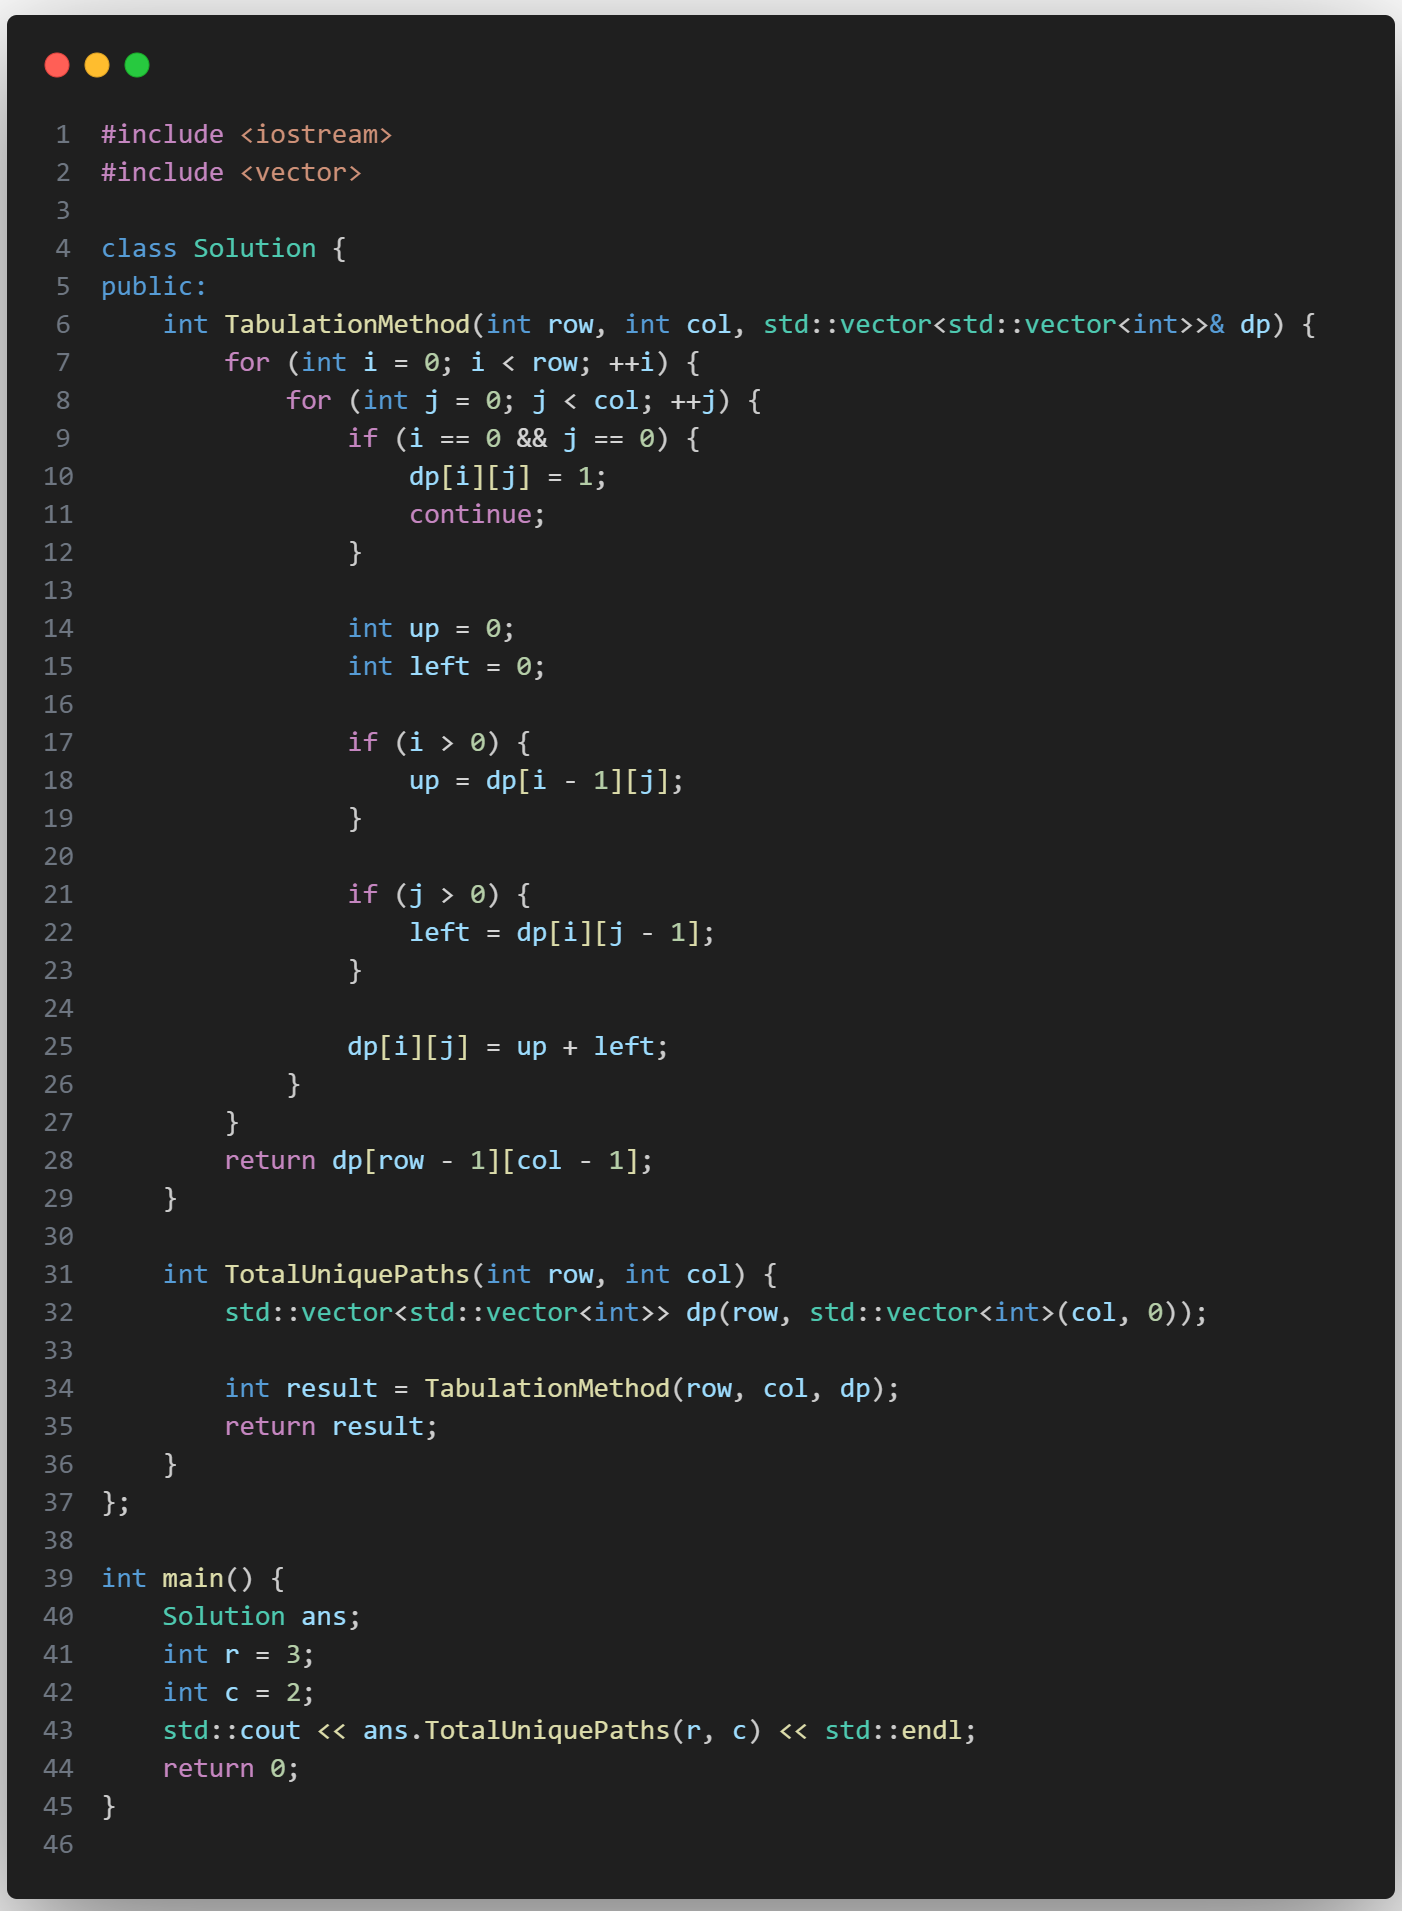 1 #include <iostream>
2 #include <vector>
3
4 class Solution {
5 public:
6     int TabulationMethod(int row, int col, std::vector<std::vector<int>>& dp) {
7         for (int i = 0; i < row; ++i) {
8             for (int j = 0; j < col; ++j) {
9                 if (i == 0 && j == 0) {
10                     dp[i][j] = 1;
11                     continue;
12                 }
13
14                 int up = 0;
15                 int left = 0;
16
17                 if (i > 0) {
18                     up = dp[i - 1][j];
19                 }
20
21                 if (j > 0) {
22                     left = dp[i][j - 1];
23                 }
24
25                 dp[i][j] = up + left;
26             }
27         }
28         return dp[row - 1][col - 1];
29     }
30
31     int TotalUniquePaths(int row, int col) {
32         std::vector<std::vector<int>> dp(row, std::vector<int>(col, 0));
33
34         int result = TabulationMethod(row, col, dp);
35         return result;
36     }
37 };
38
39 int main() {
40     Solution ans;
41     int r = 3;
42     int c = 2;
43     std::cout << ans.TotalUniquePaths(r, c) << std::endl;
44     return 0;
45 }
46